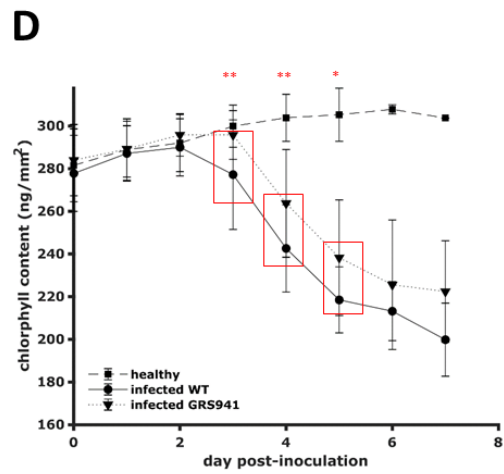 D
** ** *
300
280
260
240
220
200
180
160
chlorphyll content (ng/mm²)
healthy
infected WT
infected GRS941
0 2 4 6 8
day post-inoculation